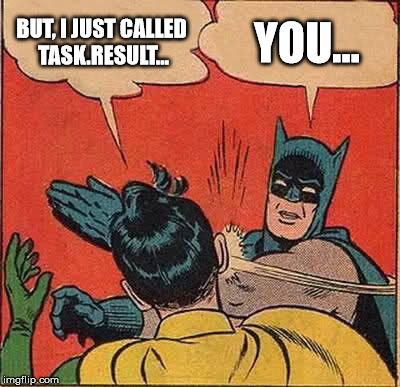 BUT, I JUST CALLED
TASK.RESULT...
YOU...
imgflip.com